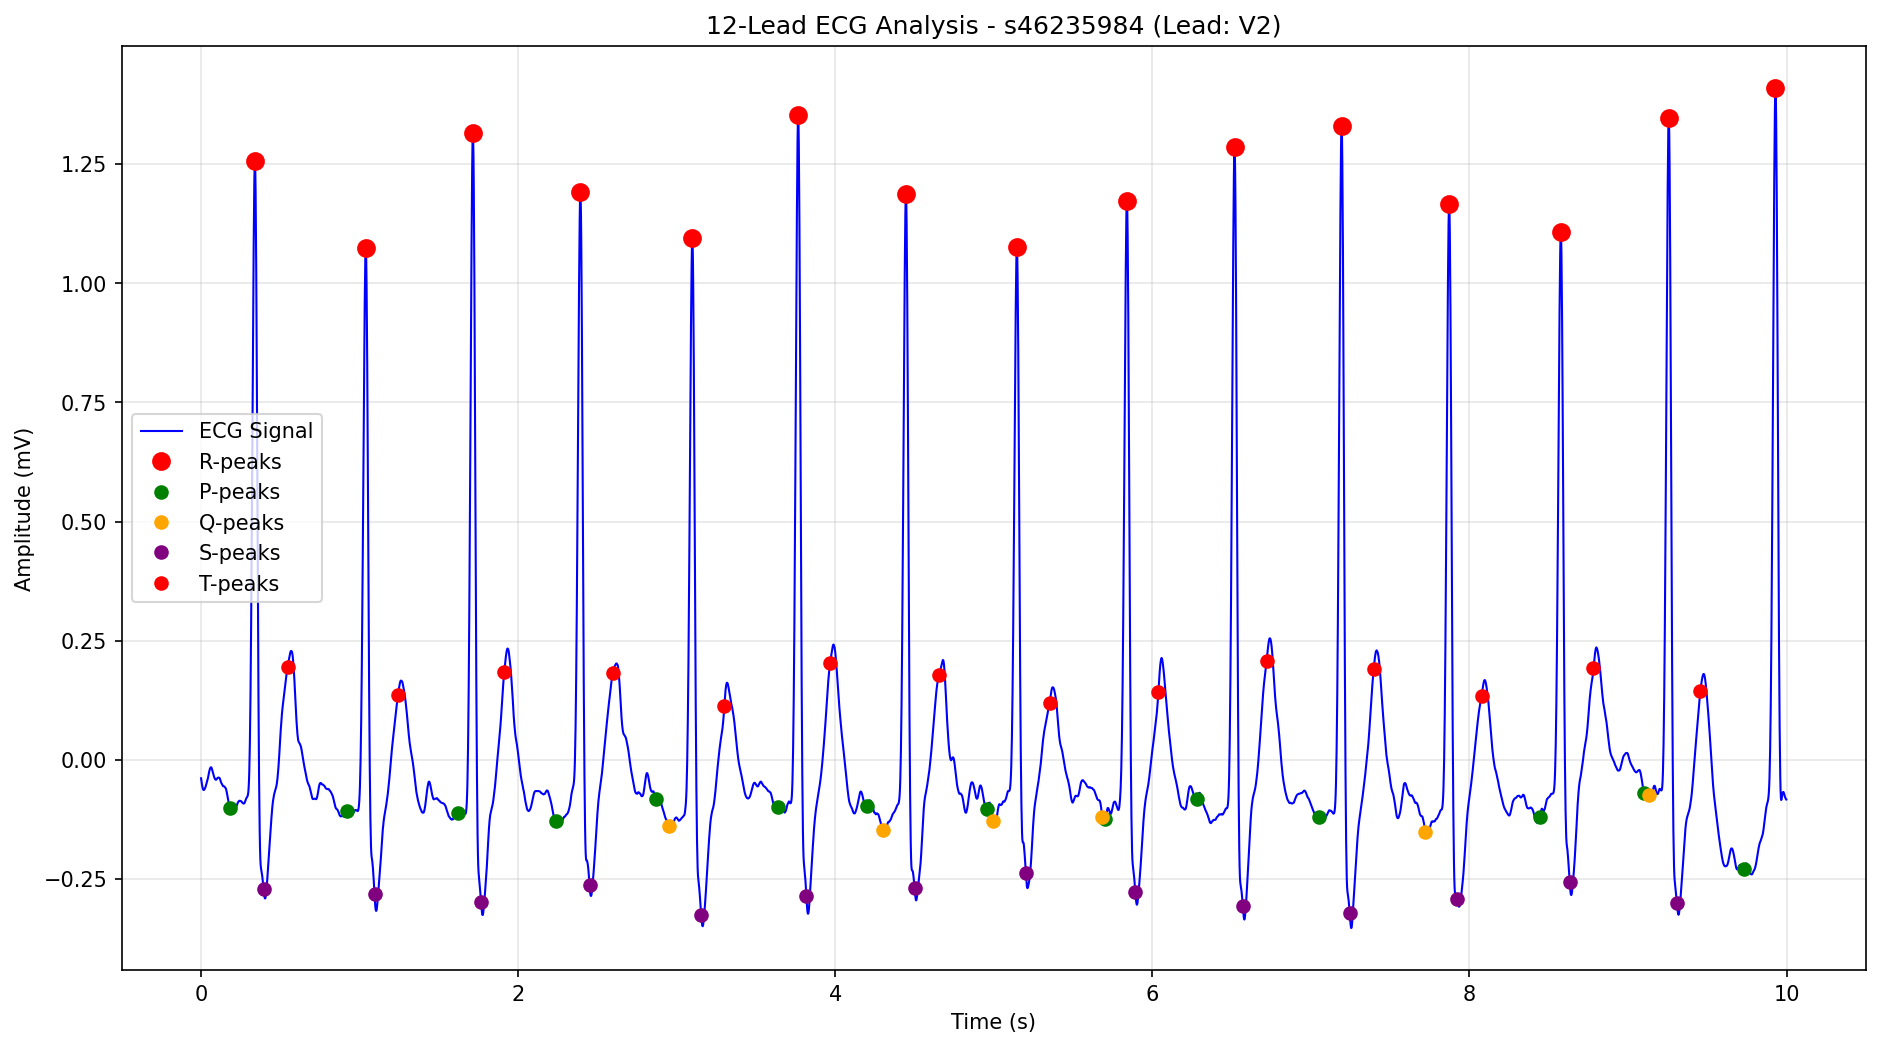 12-Lead ECG Analysis - s46235984 (Lead: V2)
Amplitude (mV)
1.25
1.00
0.75
0.50
0.25
0.00
−0.25
ECG Signal
R-peaks
P-peaks
Q-peaks
S-peaks
T-peaks
0 2 4 6 8 10
Time (s)